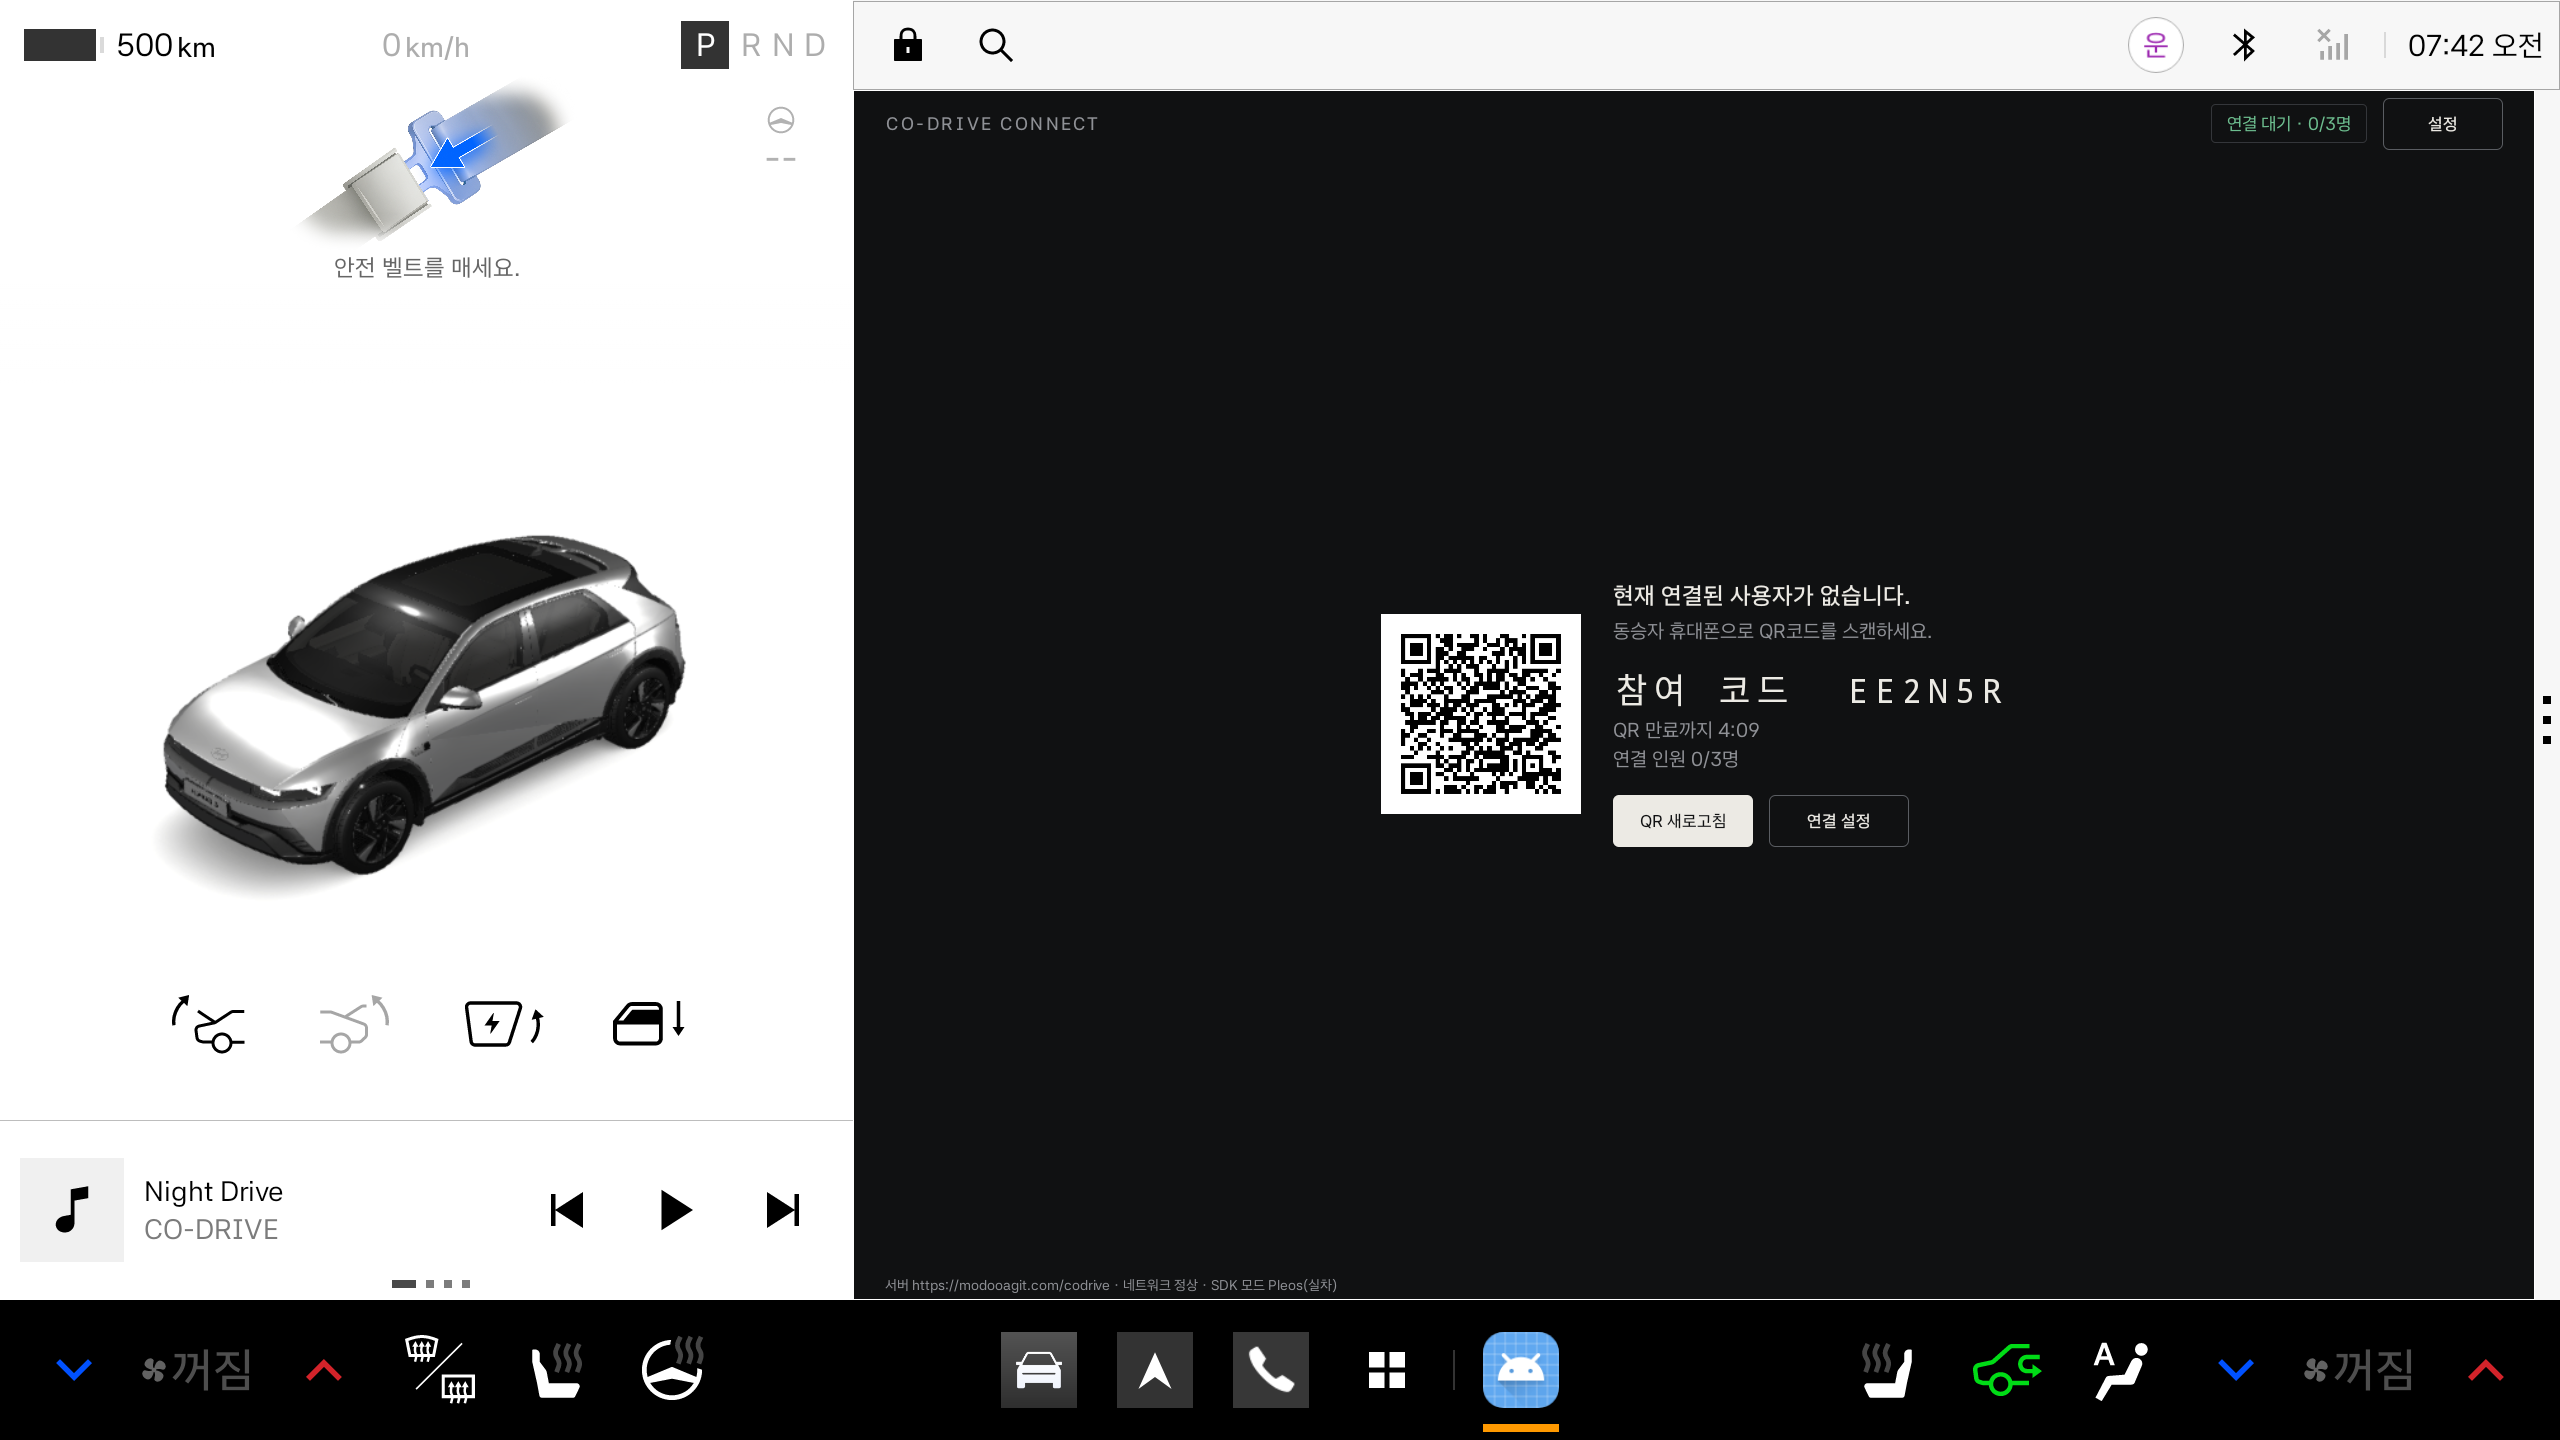 500 km
0 km/h
P R N D
운
07:42 오전
안전 벨트를 매세요.
CO-DRIVE CONNECT
연결 대기 · 0/3명
설정
현재 연결된 사용자가 없습니다.
동승자 휴대폰으로 QR코드를 스캔하세요.
참여 코드 EE2N5R
QR 만료까지 4:09
연결 인원 0/3명
QR 새로고침
연결 설정
Night Drive
CO-DRIVE
서버 https://modooagit.com/codrive · 네트워크 정상 · SDK 모드 Pleos(실차)
꺼짐
A
꺼짐